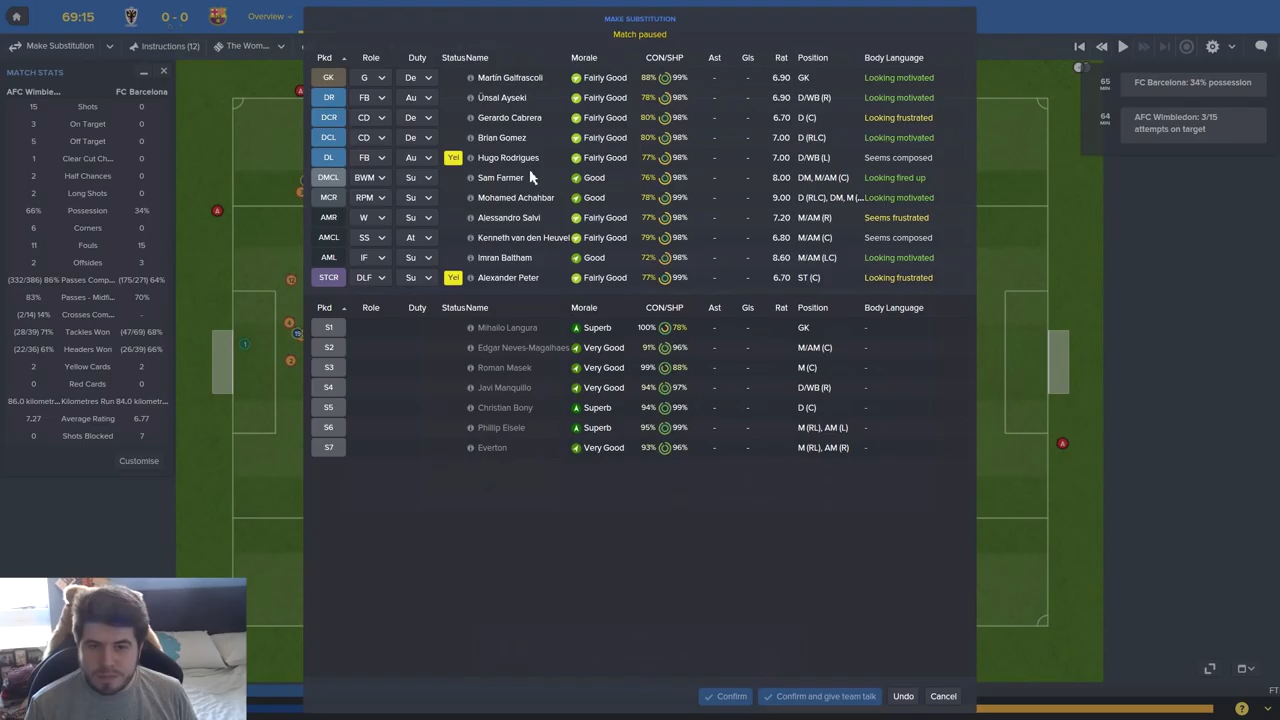 69:15
0 - 0
Overview
MAKE SUBSTITUTION
Match paused
Make Substitution
Instructions (12)
The Wom...
MATCH STATS
AFC Wimble... FC Barcelona
15 Shots 0
3 On Target 0
5 Off Target 0
1 Clear Cut Ch... 0
2 Half Chances 0
2 Long Shots 0
66% Possession 34%
6 Corners 0
11 Fouls 15
2 Offsides 3
(332/386) 86% Passes Comp... (175/271) 64%
83% Passes - Midfi... 70%
(2/14) 14% Crosses Com... -
(28/39) 71% Tackles Won (47/69) 68%
(22/36) 61% Headers Won (26/39) 66%
2 Yellow Cards 2
0 Red Cards 0
86.0 kilometr... Kilometres Run 84.0 kilometr...
7.27 Average Rating 6.77
0 Shots Blocked 7
Customise
Pkd Role Duty Status Name Morale CON/SHP Ast Gls Rat Position Body Language
GK G De Martín Galfrascoli Fairly Good 88% 99% - - 6.90 GK Looking motivated
DR FB Au Ünsal Ayseki Fairly Good 78% 98% - - 6.90 D/WB (R) Looking motivated
DCR CD De Gerardo Cabrera Fairly Good 80% 98% - - 6.70 D (C) Looking frustrated
DCL CD De Brian Gomez Fairly Good 80% 98% - - 7.00 D (RLC) Looking motivated
DL FB Au Yel Hugo Rodrigues Fairly Good 77% 98% - - 7.00 D/WB (L) Seems composed
DMCL BWM Su Sam Farmer Good 76% 98% - - 8.00 DM, M/AM (C) Looking fired up
MCR RPM Su Mohamed Achahbar Good 78% 99% - - 9.00 D (RLC), DM, M (... Looking motivated
AMR W Su Alessandro Salvi Fairly Good 77% 98% - - 7.20 M/AM (R) Seems frustrated
AMCL SS At Kenneth van den Heuvel Fairly Good 79% 98% - - 6.80 M/AM (C) Seems composed
AML IF Su Imran Baltham Good 72% 98% - - 8.60 M/AM (LC) Looking motivated
STCR DLF Su Yel Alexander Peter Fairly Good 77% 99% - - 6.70 ST (C) Looking frustrated
Pkd Role Duty Status Name Morale CON/SHP Ast Gls Rat Position Body Language
S1 Mihailo Langura Superb 100% 78% - - GK -
S2 Edgar Neves-Magalhaes Very Good 91% 96% - - M/AM (C) -
S3 Roman Masek Very Good 99% 88% - - M (C) -
S4 Javi Manquillo Very Good 94% 97% - - D/WB (R) -
S5 Christian Bony Superb 94% 99% - - D (C) -
S6 Phillip Eisele Superb 95% 99% - - M (RL), AM (L) -
S7 Everton Very Good 93% 96% - - M (RL), AM (R) -
Confirm
Confirm and give team talk
Undo
Cancel
65 MIN
FC Barcelona: 34% possession
64 MIN
AFC Wimbledon: 3/15
attempts on target
FT